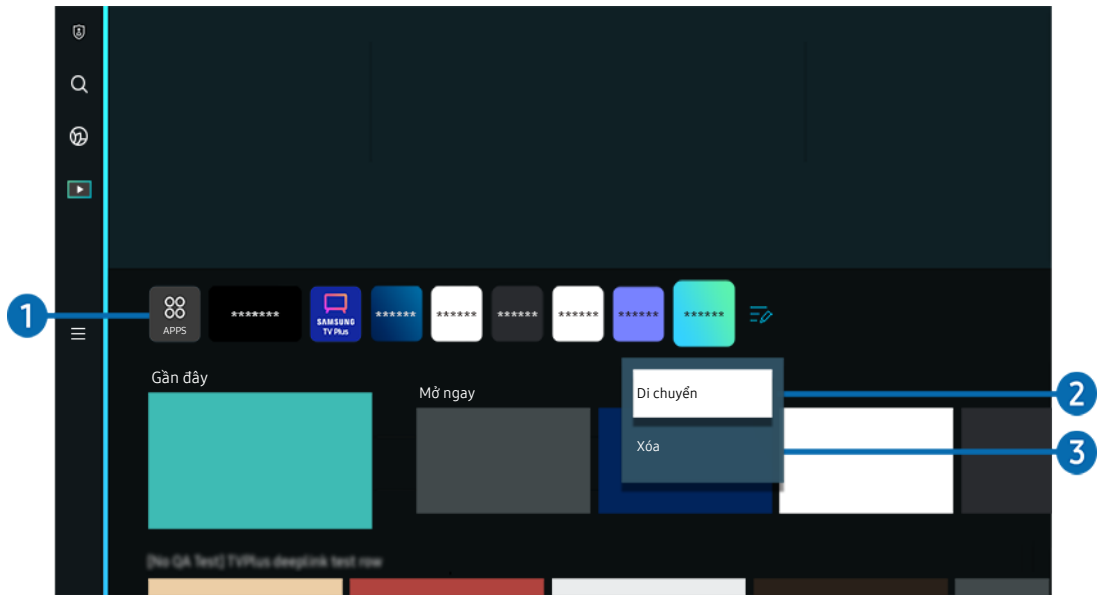 1
APPS
*******
SAMSUNG
TV Plus
******
******
******
******
******
******
Gần đây
Mở ngay
Di chuyển
2
Xóa
3
[No QA Test] TVPlus deeplink test row